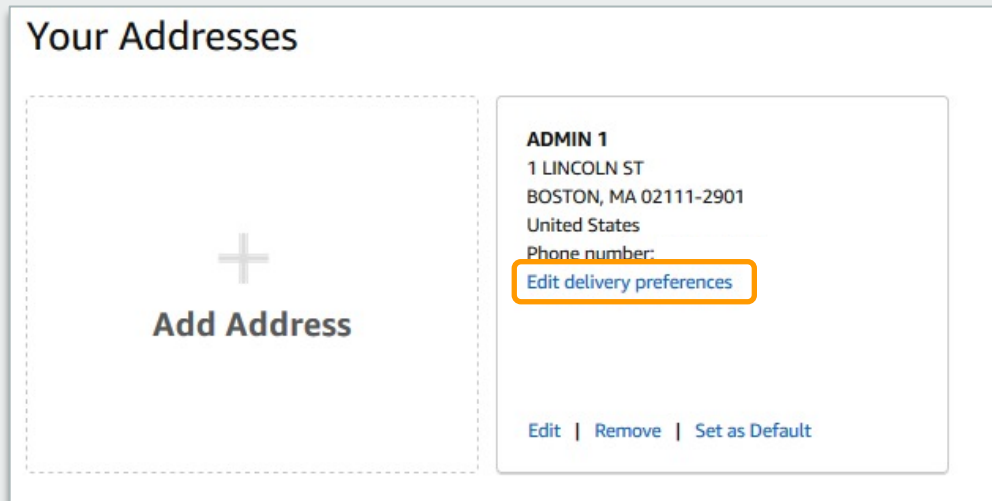 Your Addresses
Add Address
ADMIN 1
1 LINCOLN ST
BOSTON, MA 02111-2901
United States
Phone number:
Edit delivery preferences
Edit | Remove | Set as Default